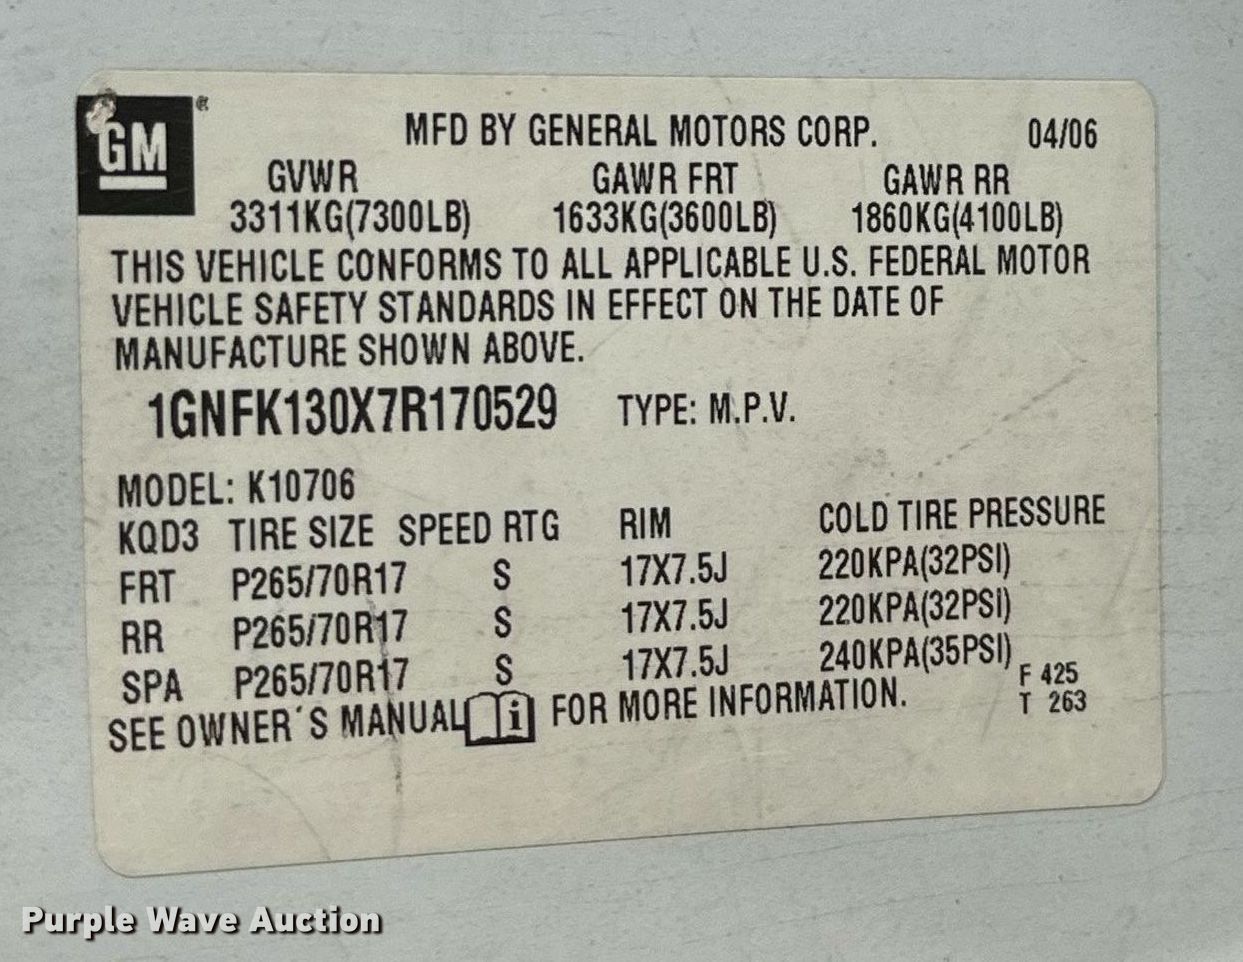 GM®
MFD BY GENERAL MOTORS CORP. 04/06
GVWR GAWR FRT GAWR RR
3311KG(7300LB) 1633KG(3600LB) 1860KG(4100LB)
THIS VEHICLE CONFORMS TO ALL APPLICABLE U.S. FEDERAL MOTOR
VEHICLE SAFETY STANDARDS IN EFFECT ON THE DATE OF
MANUFACTURE SHOWN ABOVE.
1GNFK130X7R170529 TYPE: M.P.V.
MODEL: K10706
KQD3 TIRE SIZE SPEED RTG RIM COLD TIRE PRESSURE
FRT P265/70R17 S 17X7.5J 220KPA(32PSI)
RR P265/70R17 S 17X7.5J 220KPA(32PSI)
SPA P265/70R17 S 17X7.5J 240KPA(35PSI)
F 425
T 263
SEE OWNER´S MANUAL i FOR MORE INFORMATION.
Purple Wave Auction